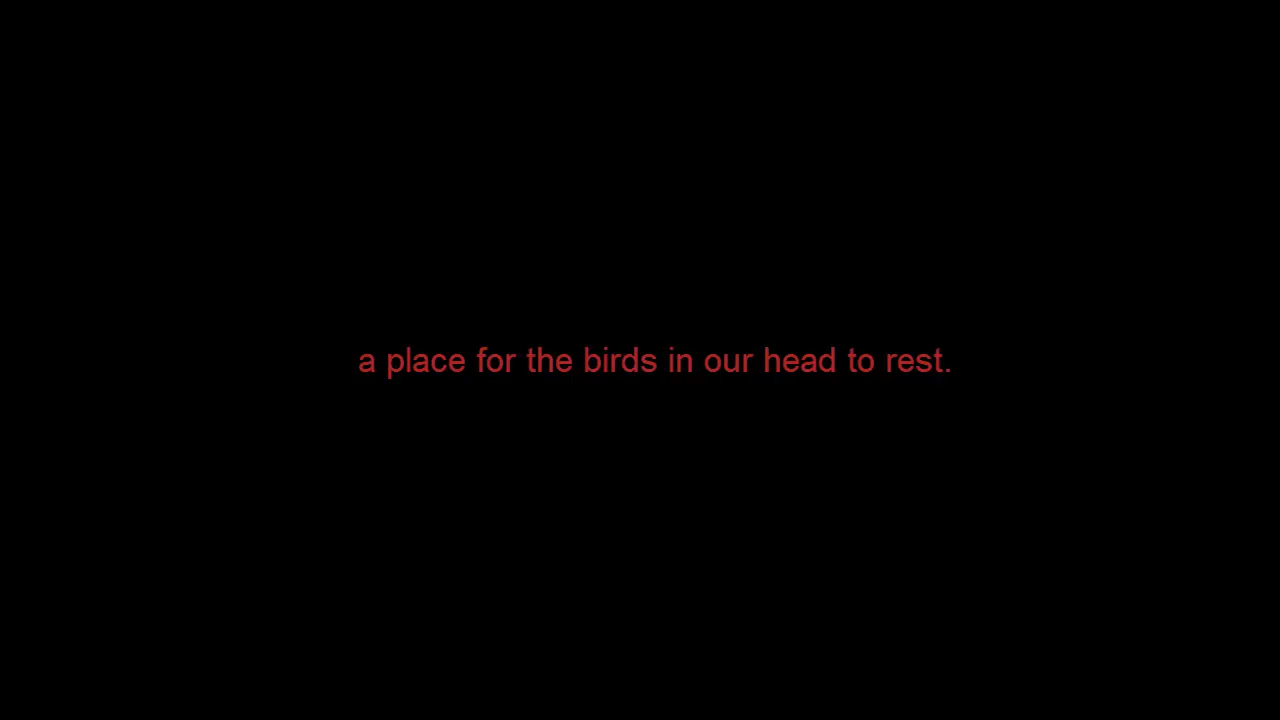 a place for the birds in our head to rest.